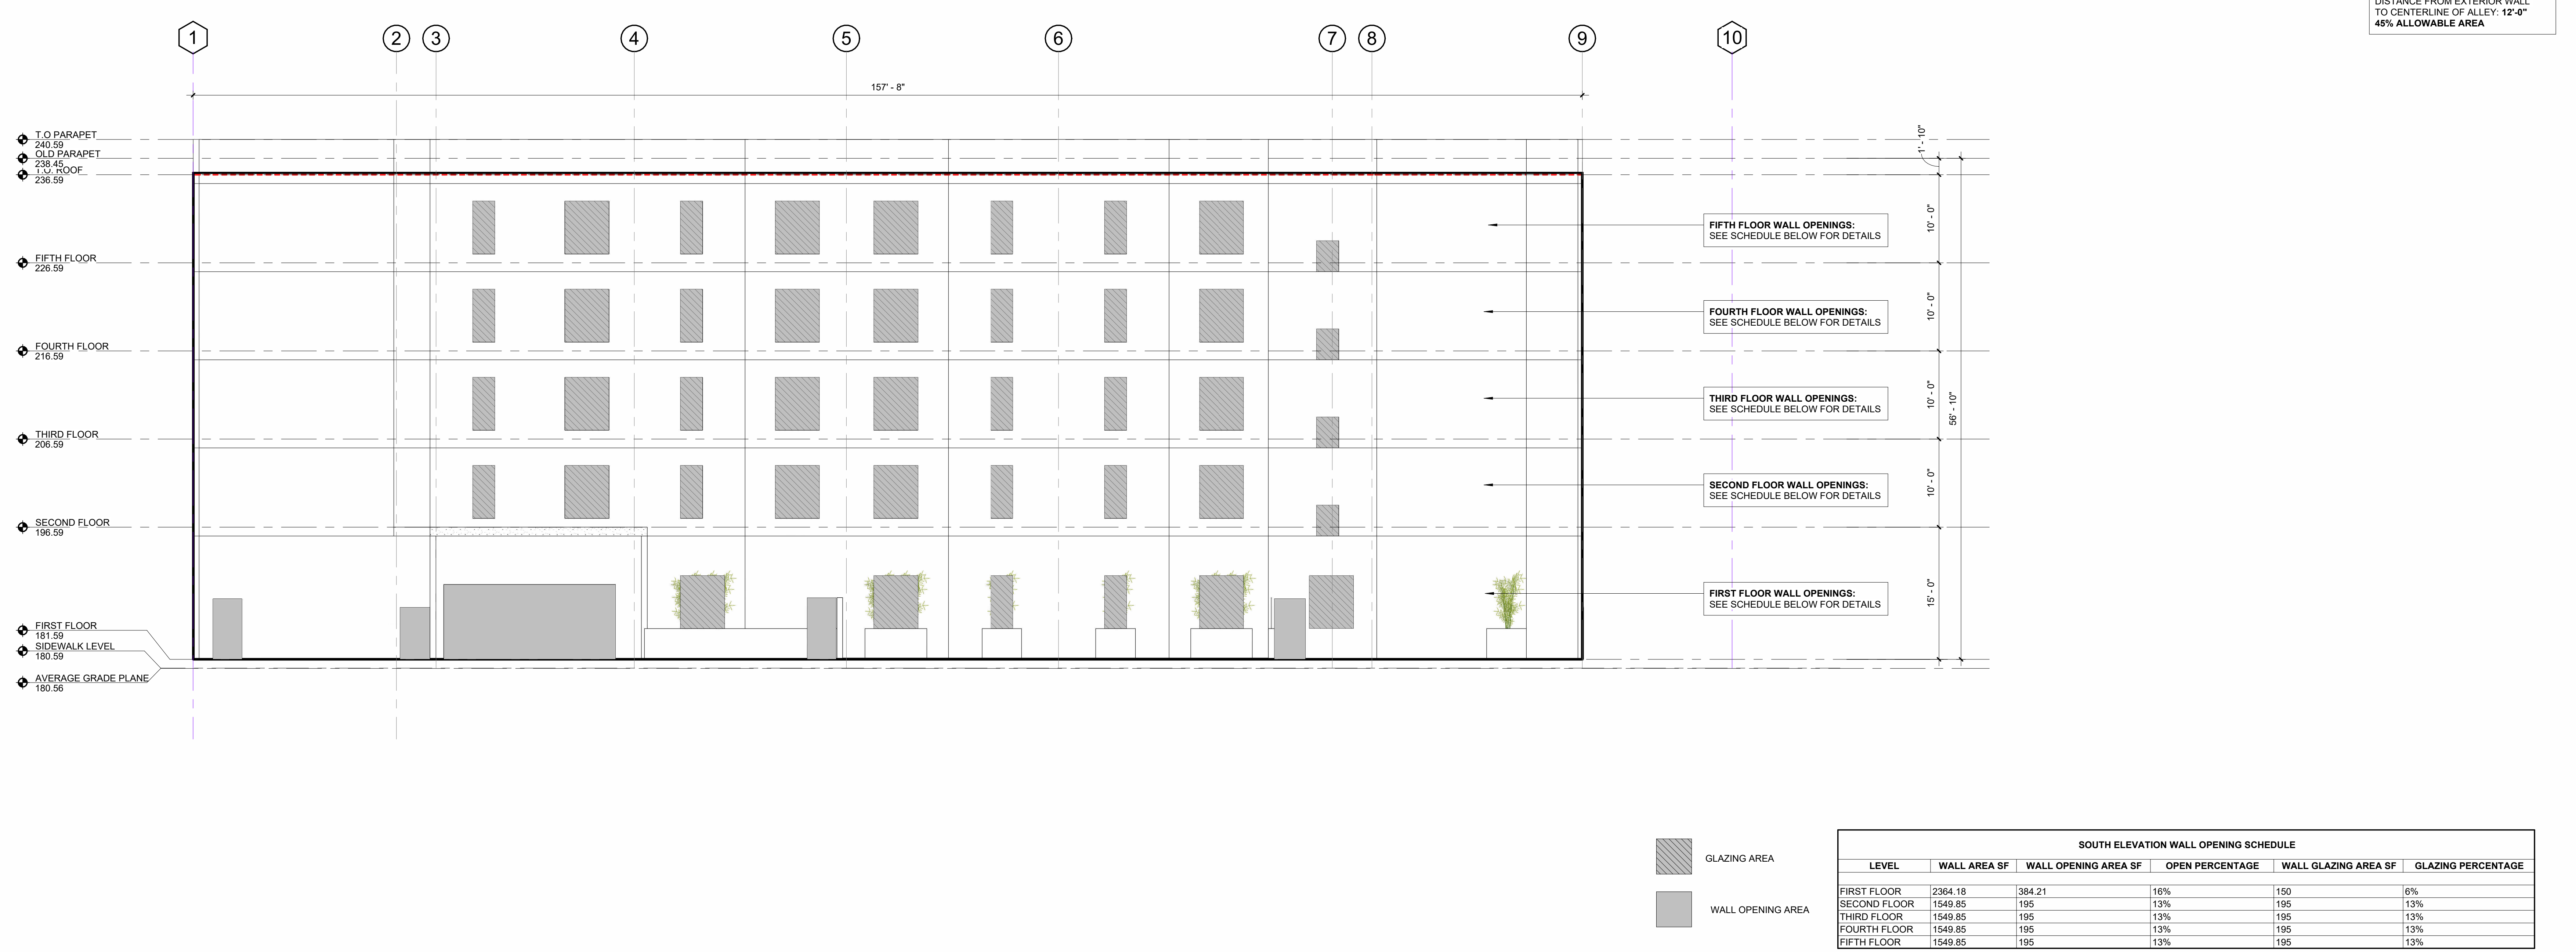 DISTANCE FROM EXTERIOR WALL
TO CENTERLINE OF ALLEY: 12'-0"
45% ALLOWABLE AREA
1
2
3
4
5
6
7
8
9
10
157' - 8"
T.O PARAPET
240.59
OLD PARAPET
238.45
T.O. ROOF
236.59
FIFTH FLOOR
226.59
FOURTH FLOOR
216.59
THIRD FLOOR
206.59
SECOND FLOOR
196.59
FIRST FLOOR
181.59
SIDEWALK LEVEL
180.59
AVERAGE GRADE PLANE
180.56
FIFTH FLOOR WALL OPENINGS:
SEE SCHEDULE BELOW FOR DETAILS
FOURTH FLOOR WALL OPENINGS:
SEE SCHEDULE BELOW FOR DETAILS
THIRD FLOOR WALL OPENINGS:
SEE SCHEDULE BELOW FOR DETAILS
SECOND FLOOR WALL OPENINGS:
SEE SCHEDULE BELOW FOR DETAILS
FIRST FLOOR WALL OPENINGS:
SEE SCHEDULE BELOW FOR DETAILS
1' - 10"
10' - 0"
10' - 0"
10' - 0"
10' - 0"
15' - 0"
56' - 10"
GLAZING AREA
WALL OPENING AREA
SOUTH ELEVATION WALL OPENING SCHEDULE
LEVEL WALL AREA SF WALL OPENING AREA SF OPEN PERCENTAGE WALL GLAZING AREA SF GLAZING PERCENTAGE
FIRST FLOOR 2364.18 384.21 16% 150 6%
SECOND FLOOR 1549.85 195 13% 195 13%
THIRD FLOOR 1549.85 195 13% 195 13%
FOURTH FLOOR 1549.85 195 13% 195 13%
FIFTH FLOOR 1549.85 195 13% 195 13%